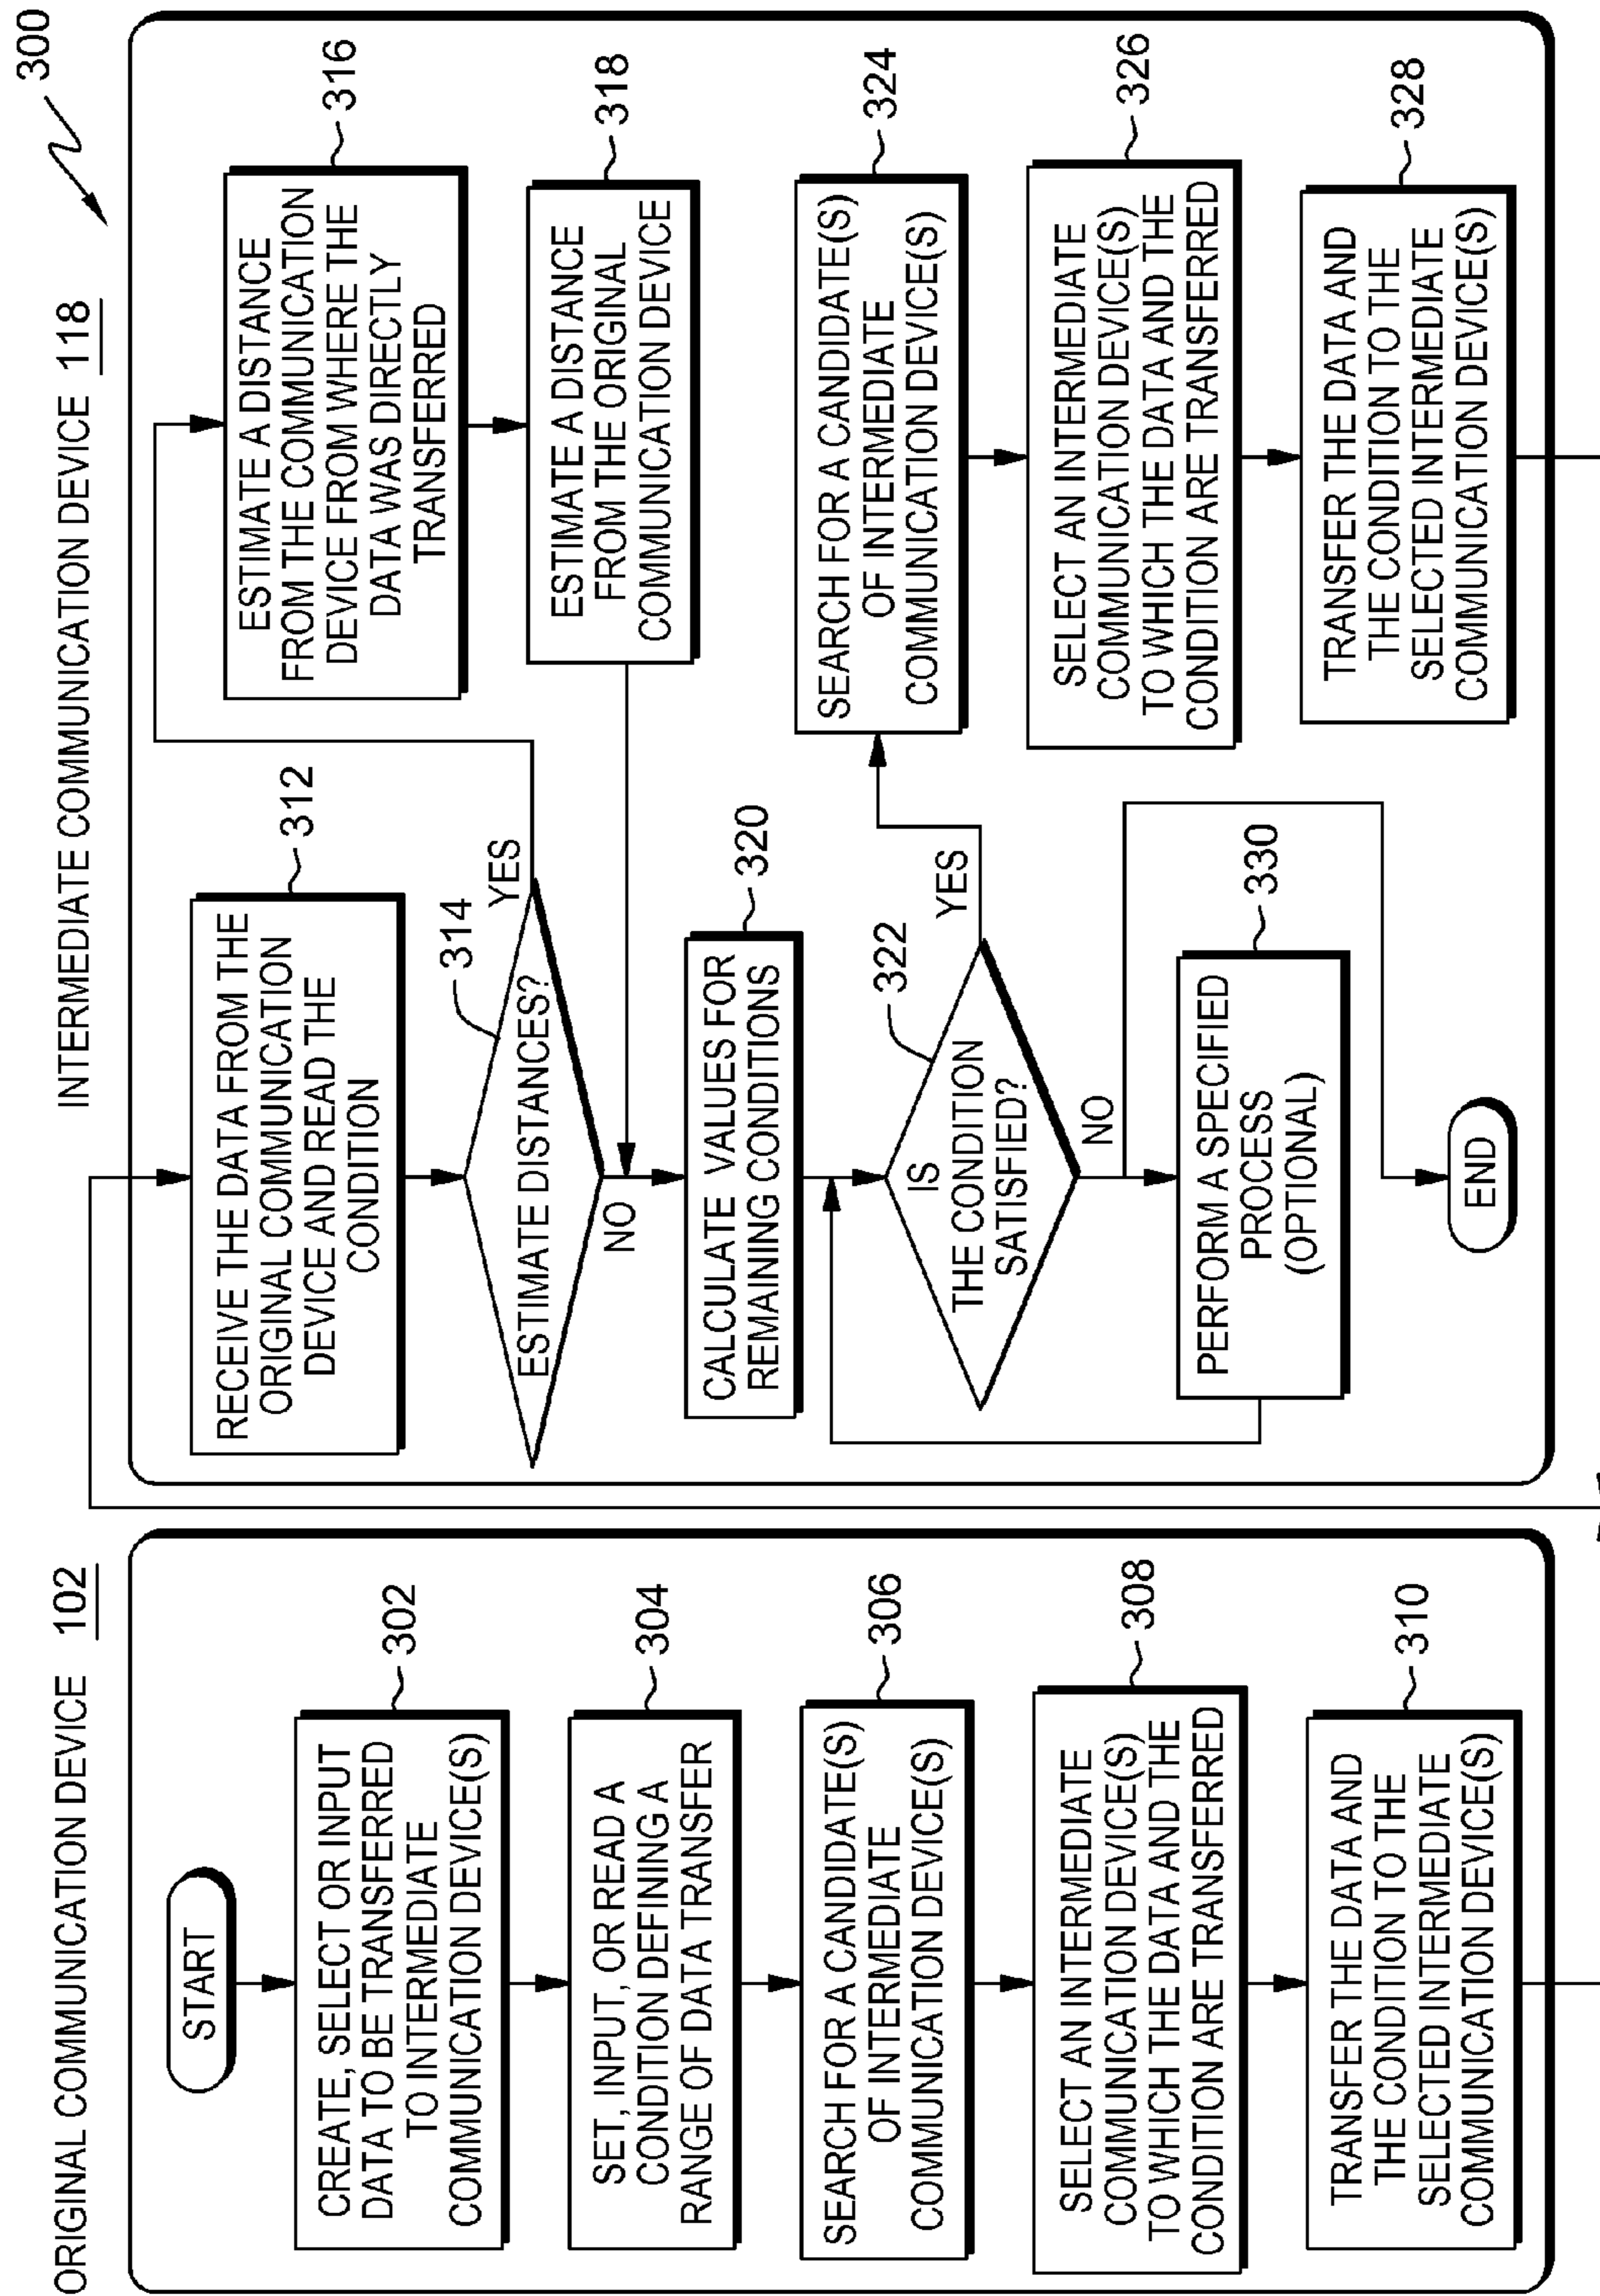 300
ORIGINAL COMMUNICATION DEVICE 102
START
CREATE, SELECT OR INPUT
DATA TO BE TRANSFERRED
TO INTERMEDIATE
COMMUNICATION DEVICE(S)
302
SET, INPUT, OR READ A
CONDITION DEFINING A
RANGE OF DATA TRANSFER
304
SEARCH FOR A CANDIDATE(S)
OF INTERMEDIATE
COMMUNICATION DEVICE(S)
306
SELECT AN INTERMEDIATE
COMMUNICATION DEVICE(S)
TO WHICH THE DATA AND THE
CONDITION ARE TRANSFERRED
308
TRANSFER THE DATA AND
THE CONDITION TO THE
SELECTED INTERMEDIATE
COMMUNICATION DEVICE(S)
310
INTERMEDIATE COMMUNICATION DEVICE 118
RECEIVE THE DATA FROM THE
ORIGINAL COMMUNICATION
DEVICE AND READ THE
CONDITION
312
314
ESTIMATE DISTANCES?
YES
NO
ESTIMATE A DISTANCE
FROM THE COMMUNICATION
DEVICE FROM WHERE THE
DATA WAS DIRECTLY
TRANSFERRED
316
ESTIMATE A DISTANCE
FROM THE ORIGINAL
COMMUNICATION DEVICE
318
CALCULATE VALUES FOR
REMAINING CONDITIONS
320
322
IS
THE CONDITION
SATISFIED?
YES
NO
SEARCH FOR A CANDIDATE(S)
OF INTERMEDIATE
COMMUNICATION DEVICE(S)
324
SELECT AN INTERMEDIATE
COMMUNICATION DEVICE(S)
TO WHICH THE DATA AND THE
CONDITION ARE TRANSFERRED
326
TRANSFER THE DATA AND
THE CONDITION TO THE
SELECTED INTERMEDIATE
COMMUNICATION DEVICE(S)
328
PERFORM A SPECIFIED
PROCESS
(OPTIONAL)
330
END